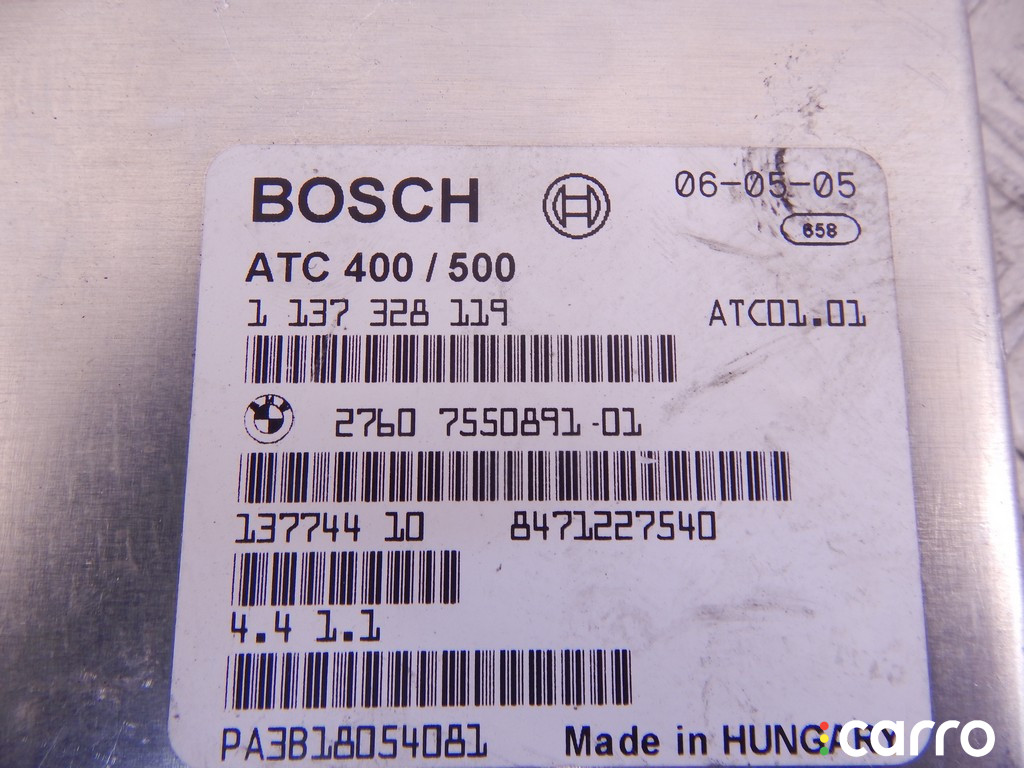 BOSCH 06-05-05
658
ATC 400 / 500
1 137 328 119 ATC01.01
2760 7550891-01
137744 10 8471227540
4.4 1.1
PA3B18054081 Made in HUNGARY
carro